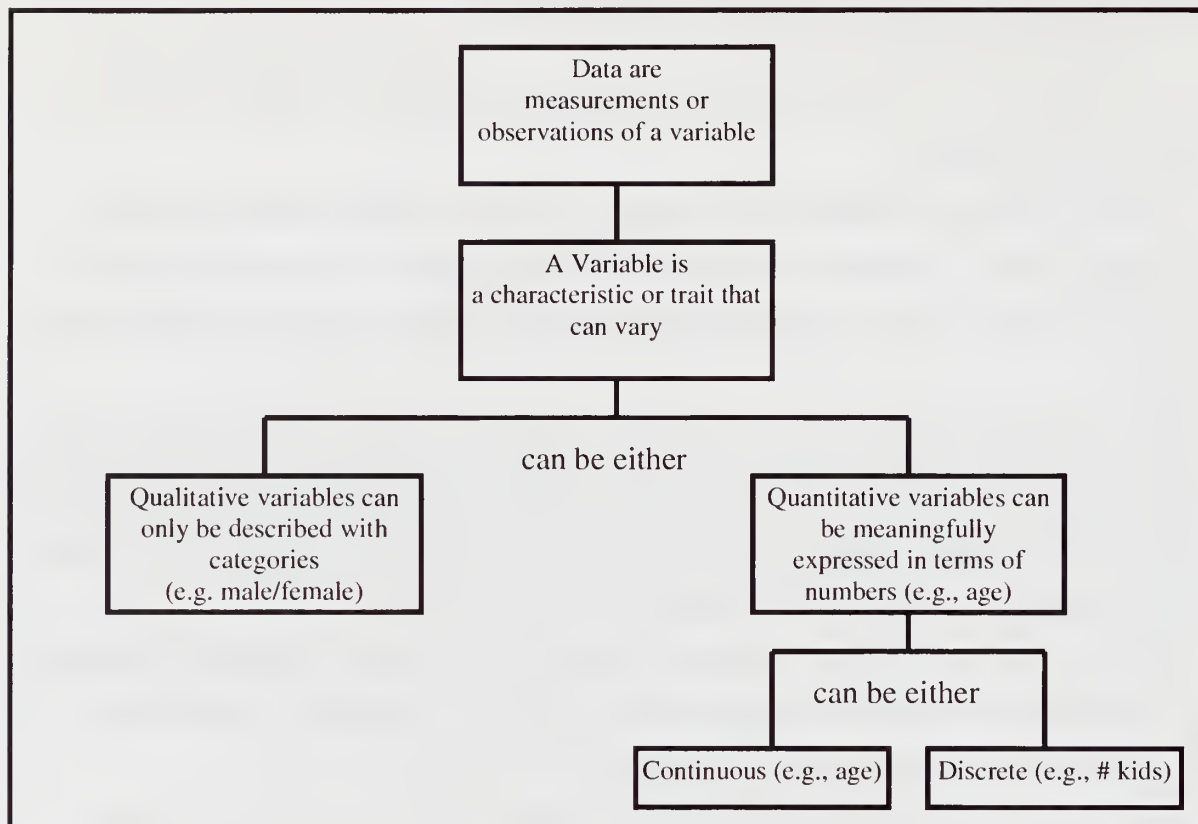 Data are
measurements or
observations of a variable
A Variable is
a characteristic or trait that
can vary
can be either
Qualitative variables can
only be described with
categories
(e.g. male/female)
Quantitative variables can
be meaningfully
expressed in terms of
numbers (e.g., age)
can be either
Continuous (e.g., age)
Discrete (e.g., # kids)